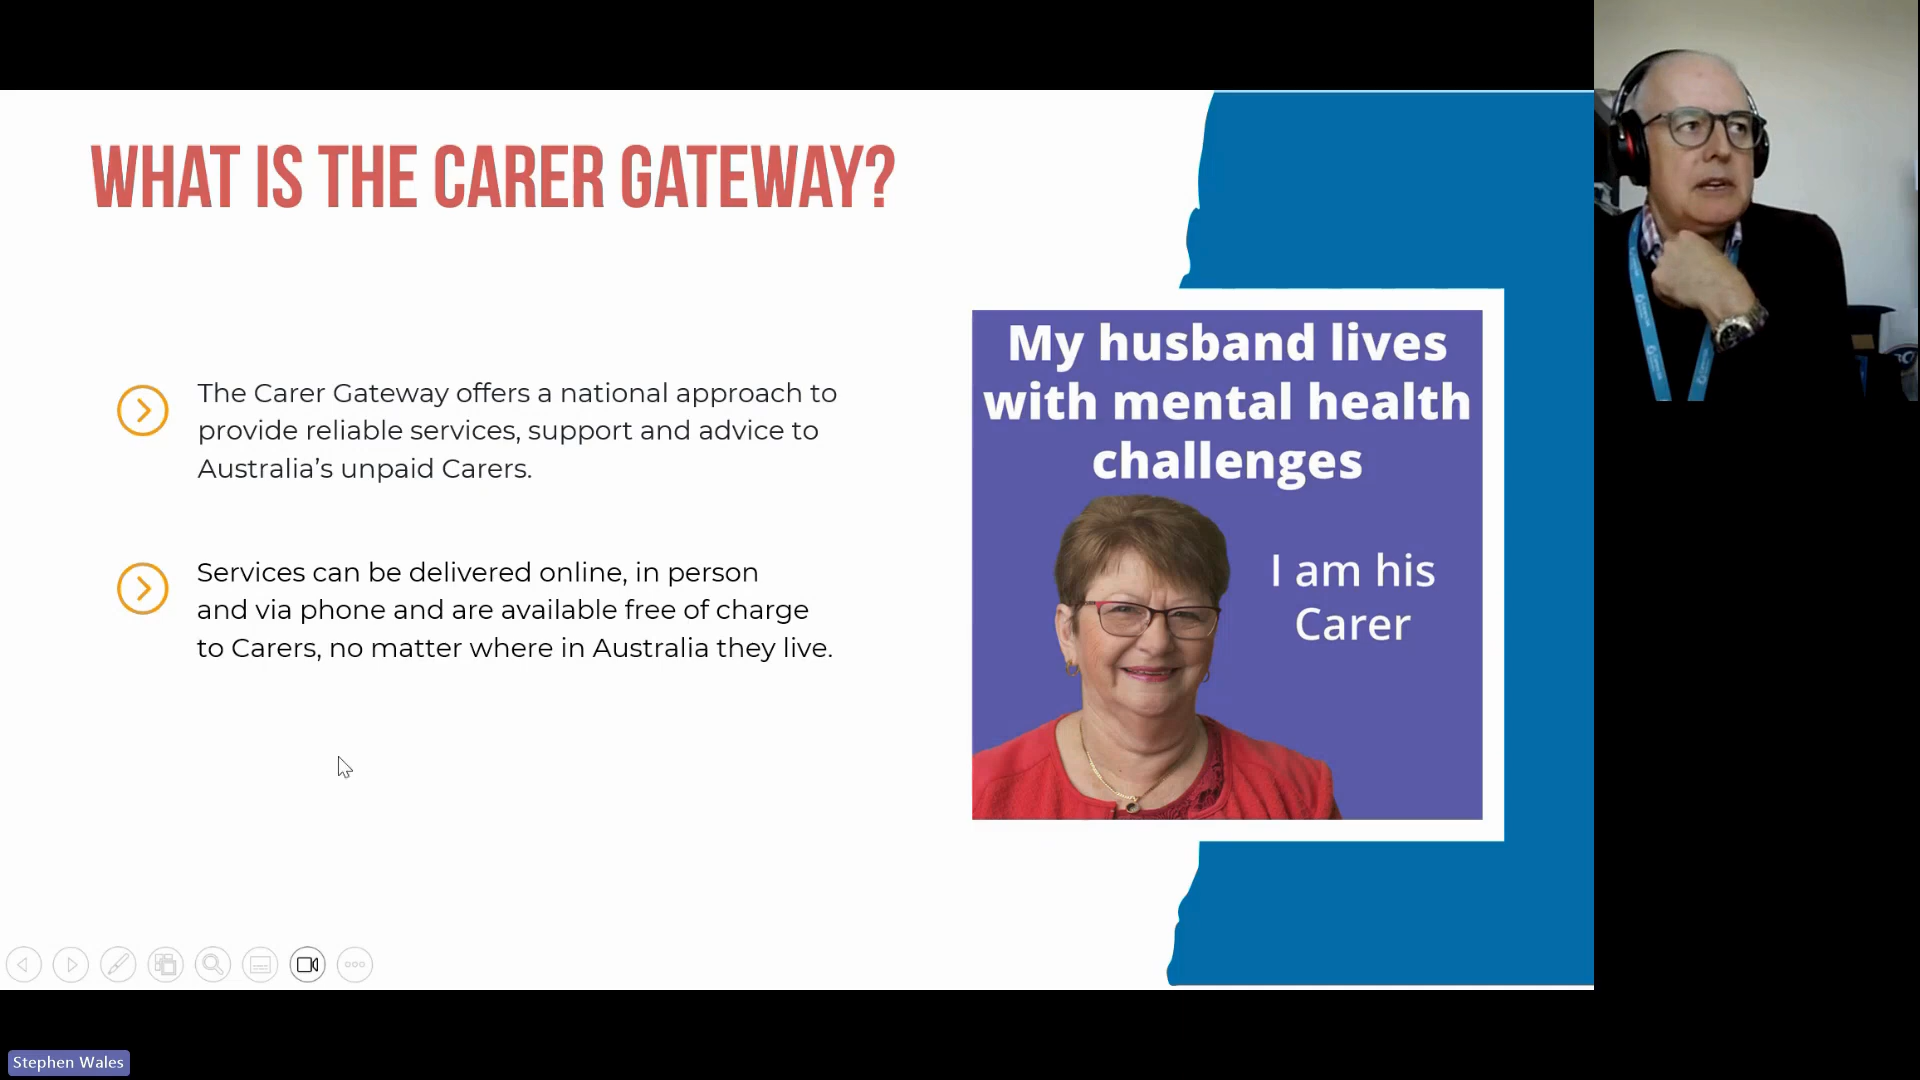 WHAT IS THE CARER GATEWAY?
The Carer Gateway offers a national approach to
provide reliable services, support and advice to
Australia’s unpaid Carers.
Services can be delivered online, in person
and via phone and are available free of charge
to Carers, no matter where in Australia they live.
My husband lives
with mental health
challenges
I am his
Carer
Stephen Wales